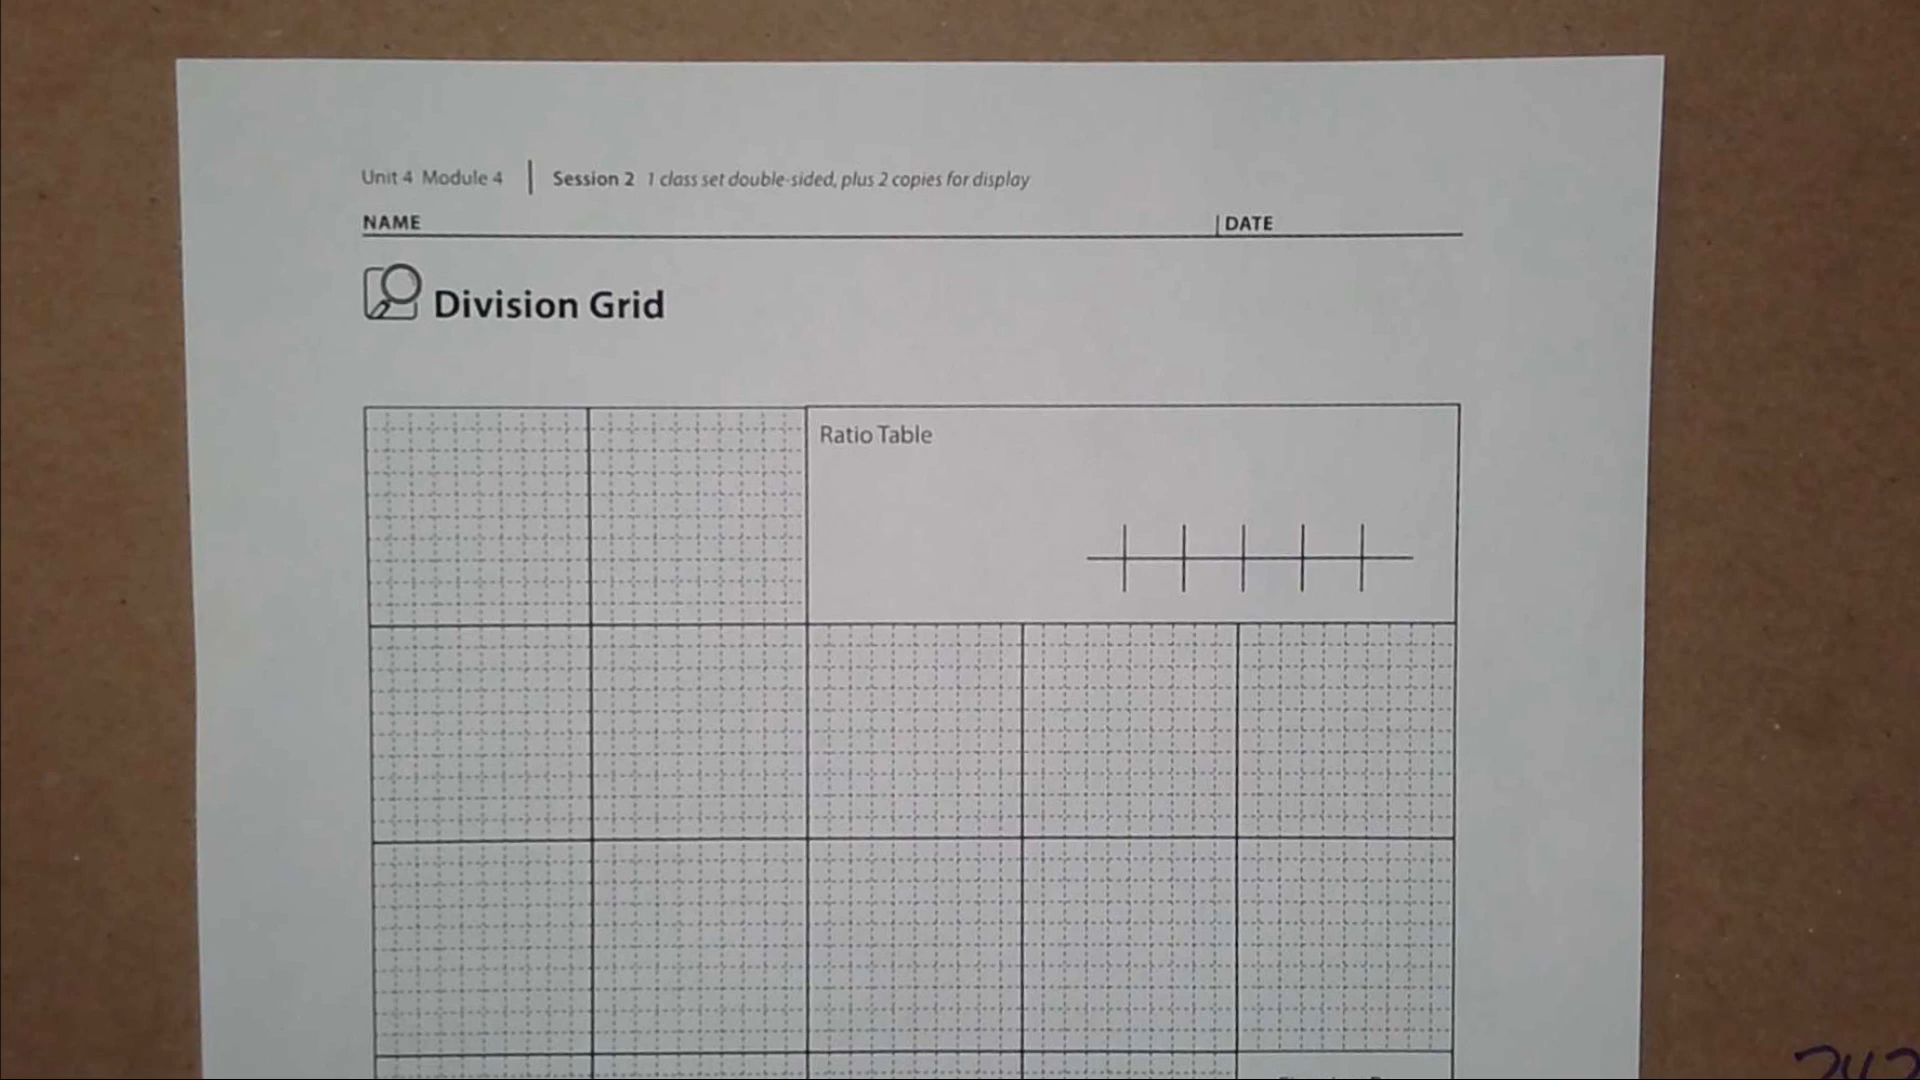 Unit 4 Module 4 | Session 2 1 class set double-sided, plus 2 copies for display
NAME | DATE
Division Grid
Ratio Table